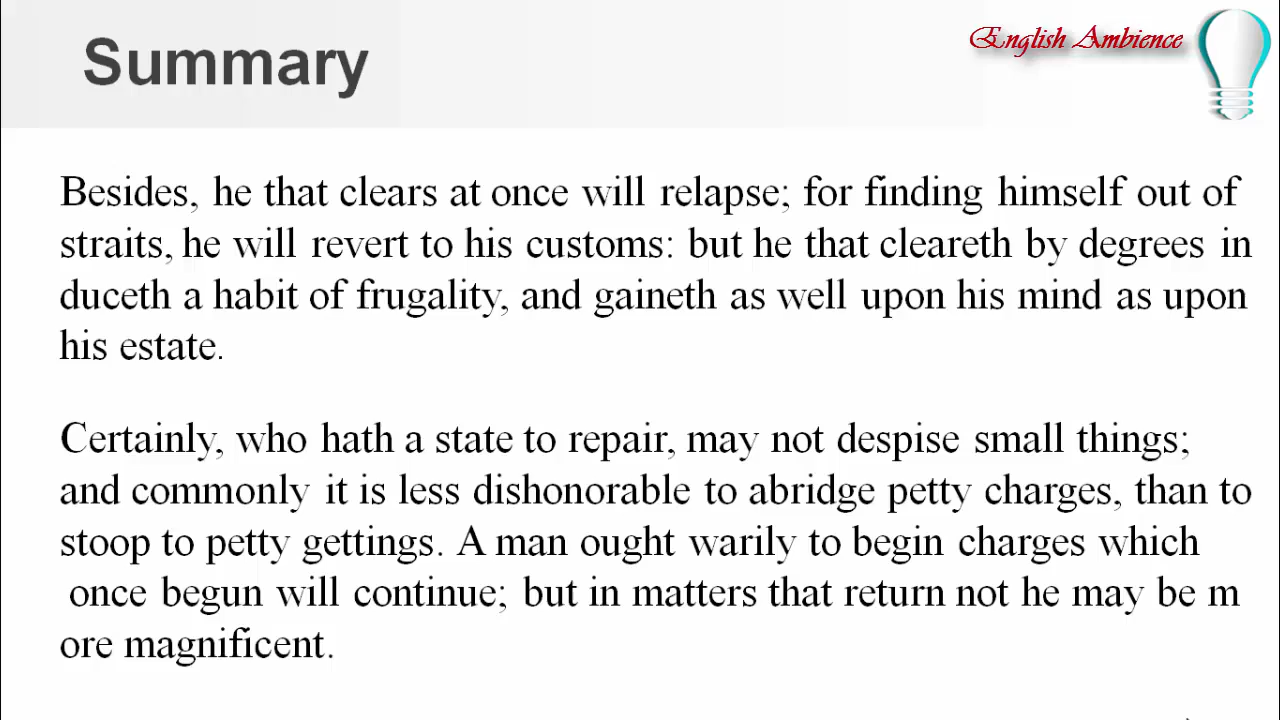 Summary
English Ambience
Besides, he that clears at once will relapse; for finding himself out of
straits, he will revert to his customs: but he that cleareth by degrees in
duceth a habit of frugality, and gaineth as well upon his mind as upon
his estate.
Certainly, who hath a state to repair, may not despise small things;
and commonly it is less dishonorable to abridge petty charges, than to
stoop to petty gettings. A man ought warily to begin charges which
once begun will continue; but in matters that return not he may be m
ore magnificent.